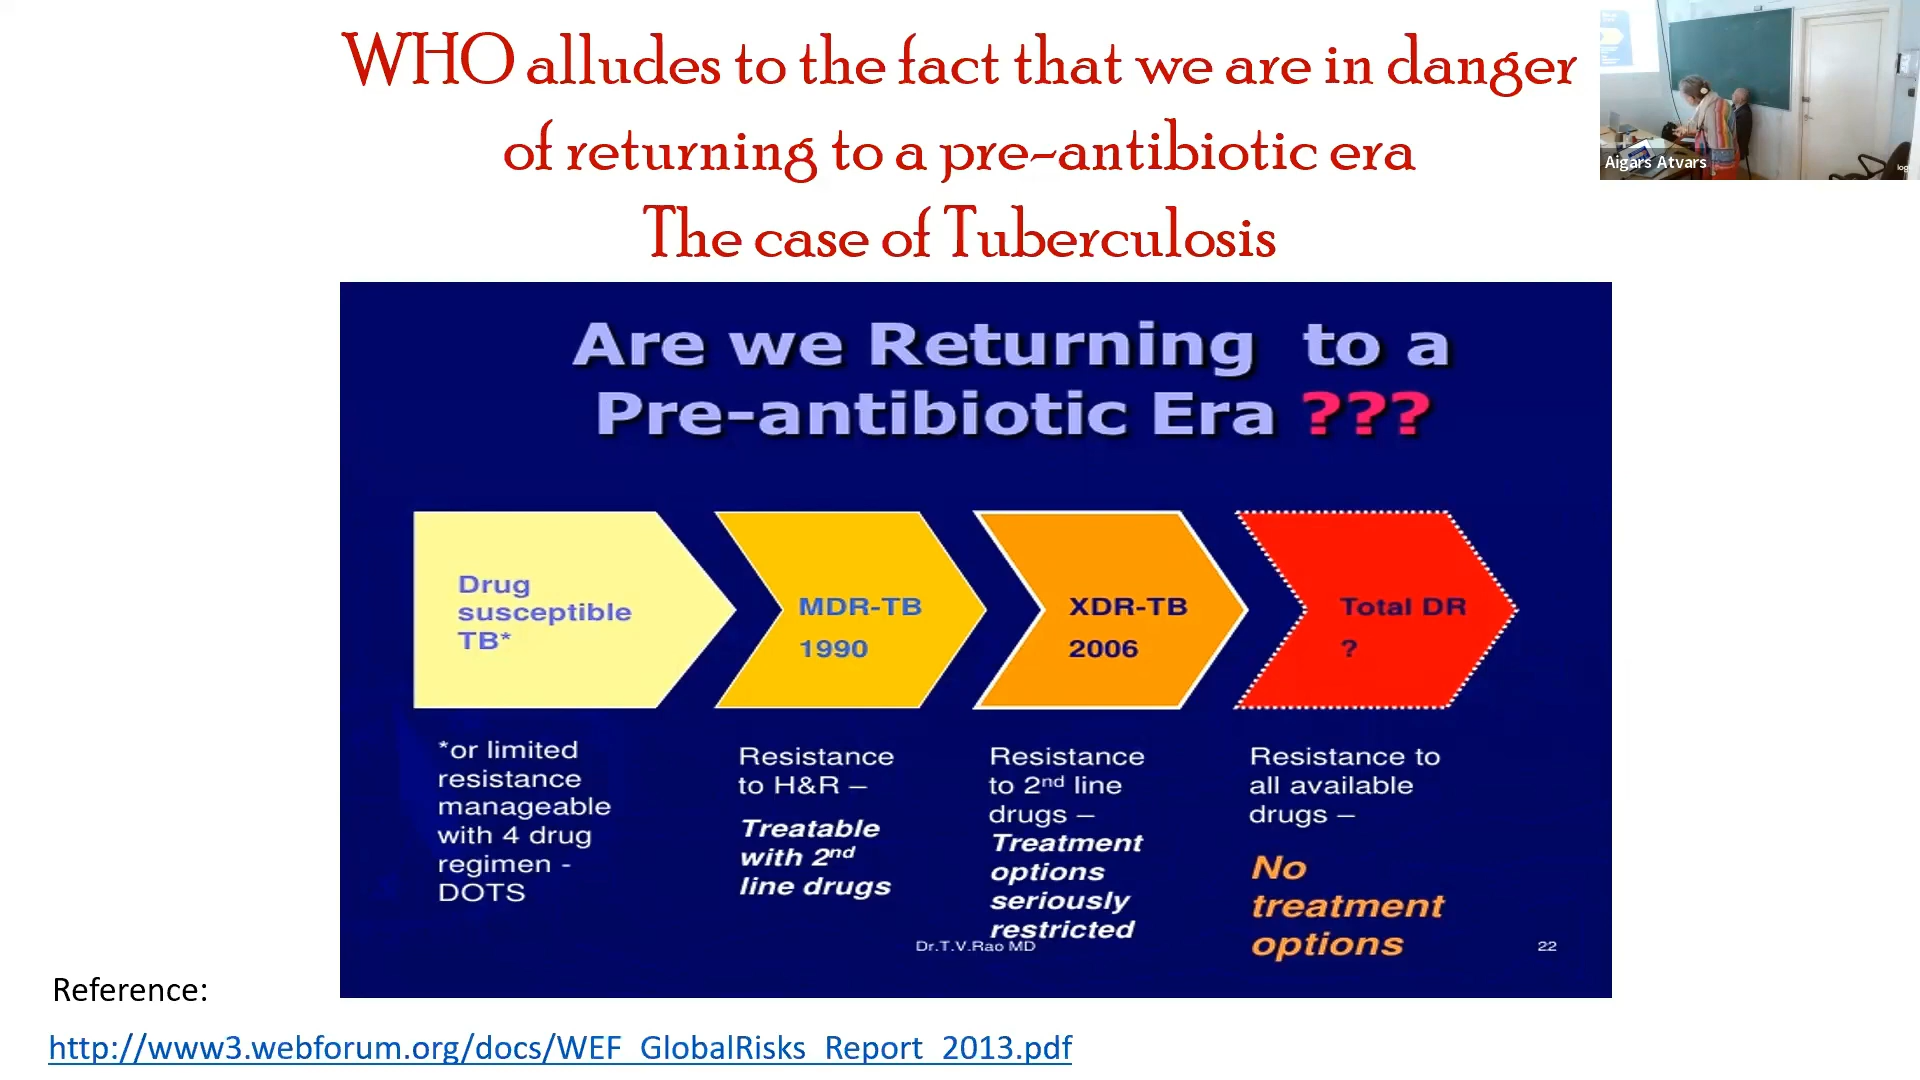 WHO alludes to the fact that we are in danger
of returning to a pre-antibiotic era
The case of Tuberculosis
Aigars Atvars
Are we Returning to a
Pre-antibiotic Era ???
Drug
susceptible
TB*
MDR-TB
1990
XDR-TB
2006
Total DR
?
*or limited
resistance
manageable
with 4 drug
regimen -
DOTS
Resistance
to H&R –
Treatable
with 2nd
line drugs
Resistance
to 2nd line
drugs –
Treatment
options
seriously
restricted
Resistance to
all available
drugs –
No
treatment
options
Dr.T.V.Rao MD
22
Reference:
http://www3.webforum.org/docs/WEF_GlobalRisks_Report_2013.pdf